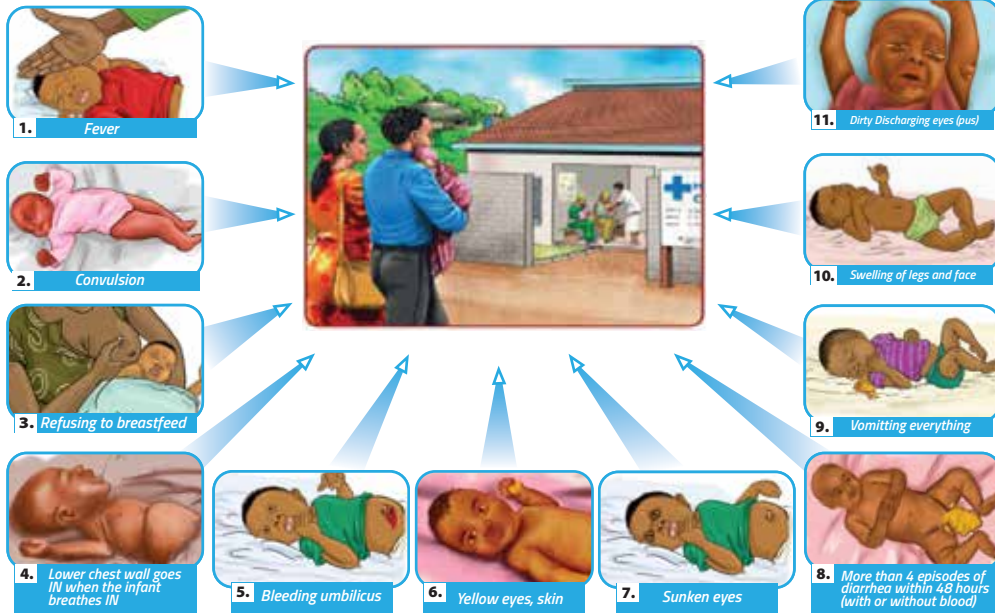 1. Fever
2. Convulsion
3. Refusing to breastfeed
4. Lower chest wall goes
IN when the infant
breathes IN
5. Bleeding umbilicus
6. Yellow eyes, skin
7. Sunken eyes
8. More than 4 episodes of
diarrhea within 48 hours
(with or without blood)
9. Vomitting everything
10. Swelling of legs and face
11. Dirty Discharging eyes (pus)